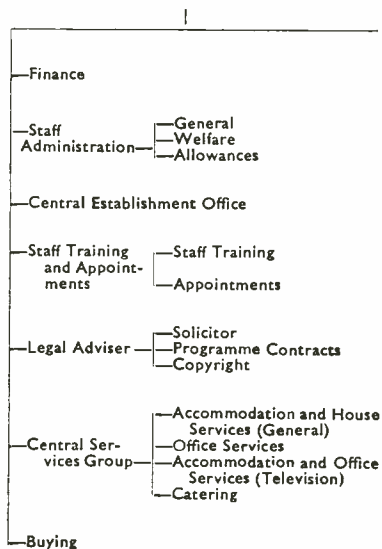 Finance
Staff
Administration
General
Welfare
Allowances
Central Establishment Office
Staff Training
and Appoint-
ments
Staff Training
Appointments
Legal Adviser
Solicitor
Programme Contracts
Copyright
Central Ser-
vices Group
Accommodation and House
Services (General)
Office Services
Accommodation and Office
Services (Television)
Catering
Buying